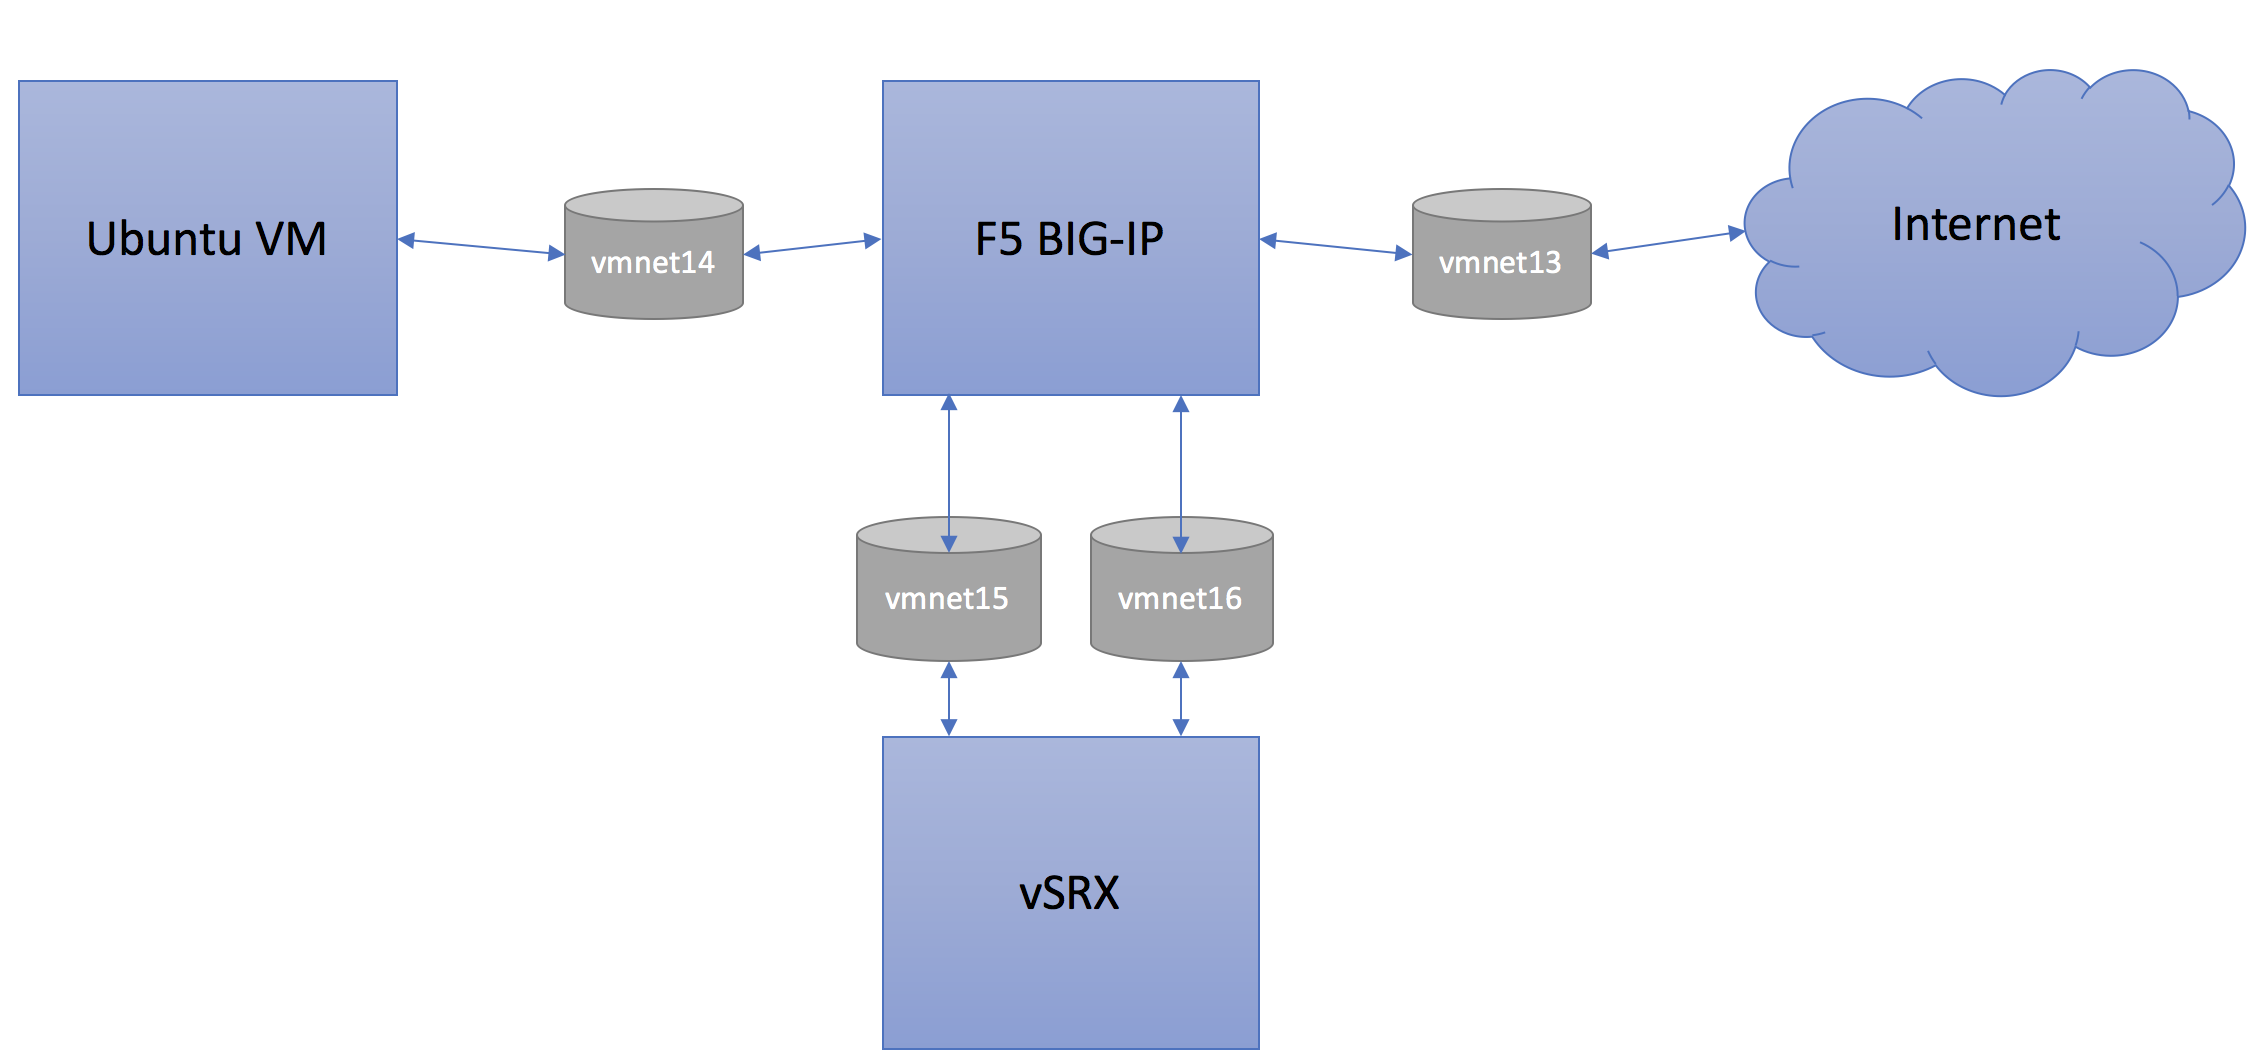 Ubuntu VM
vmnet14
F5 BIG-IP
vmnet13
Internet
vmnet15
vmnet16
vSRX